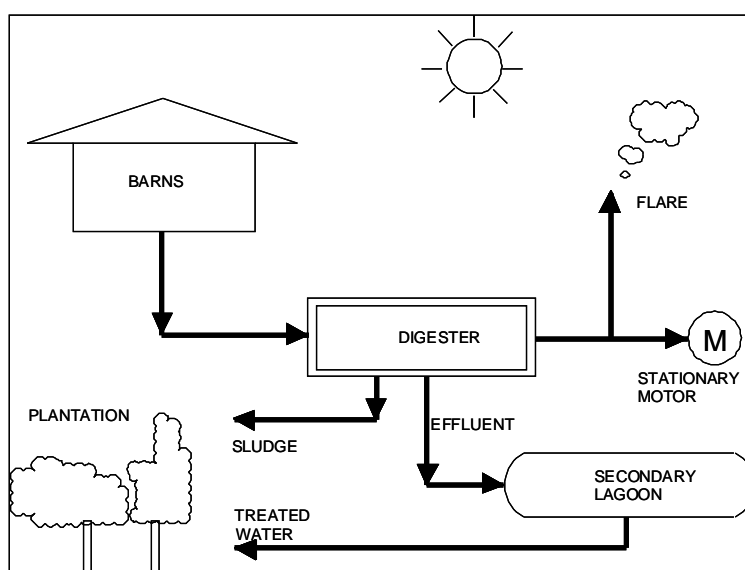 BARNS
FLARE
DIGESTER
M
STATIONARY
MOTOR
PLANTATION
SLUDGE
EFFLUENT
SECONDARY
LAGOON
TREATED
WATER